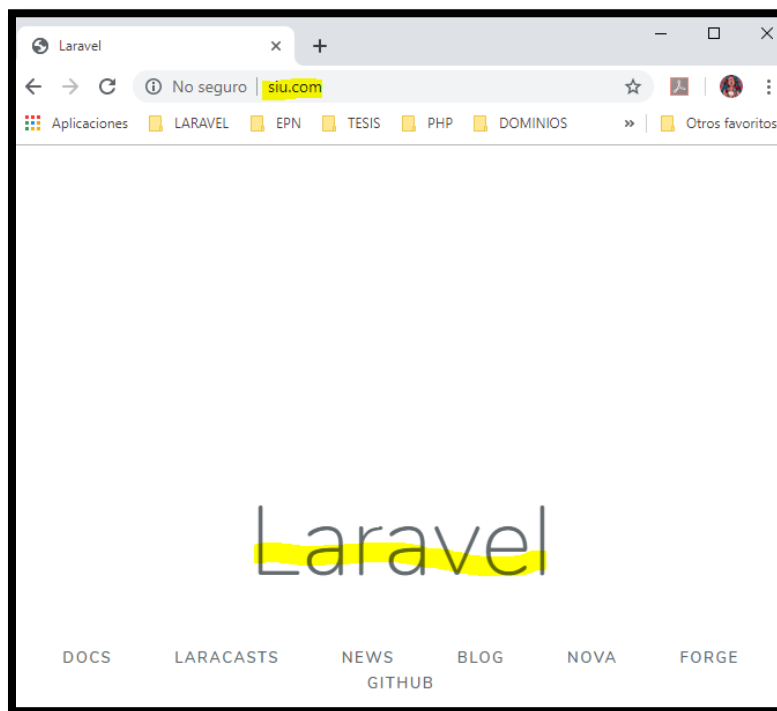 Laravel
No seguro siu.com
Aplicaciones LARAVEL EPN TESIS PHP DOMINIOS » Otros favoritos
Laravel
DOCS LARACASTS NEWS BLOG NOVA FORGE
GITHUB